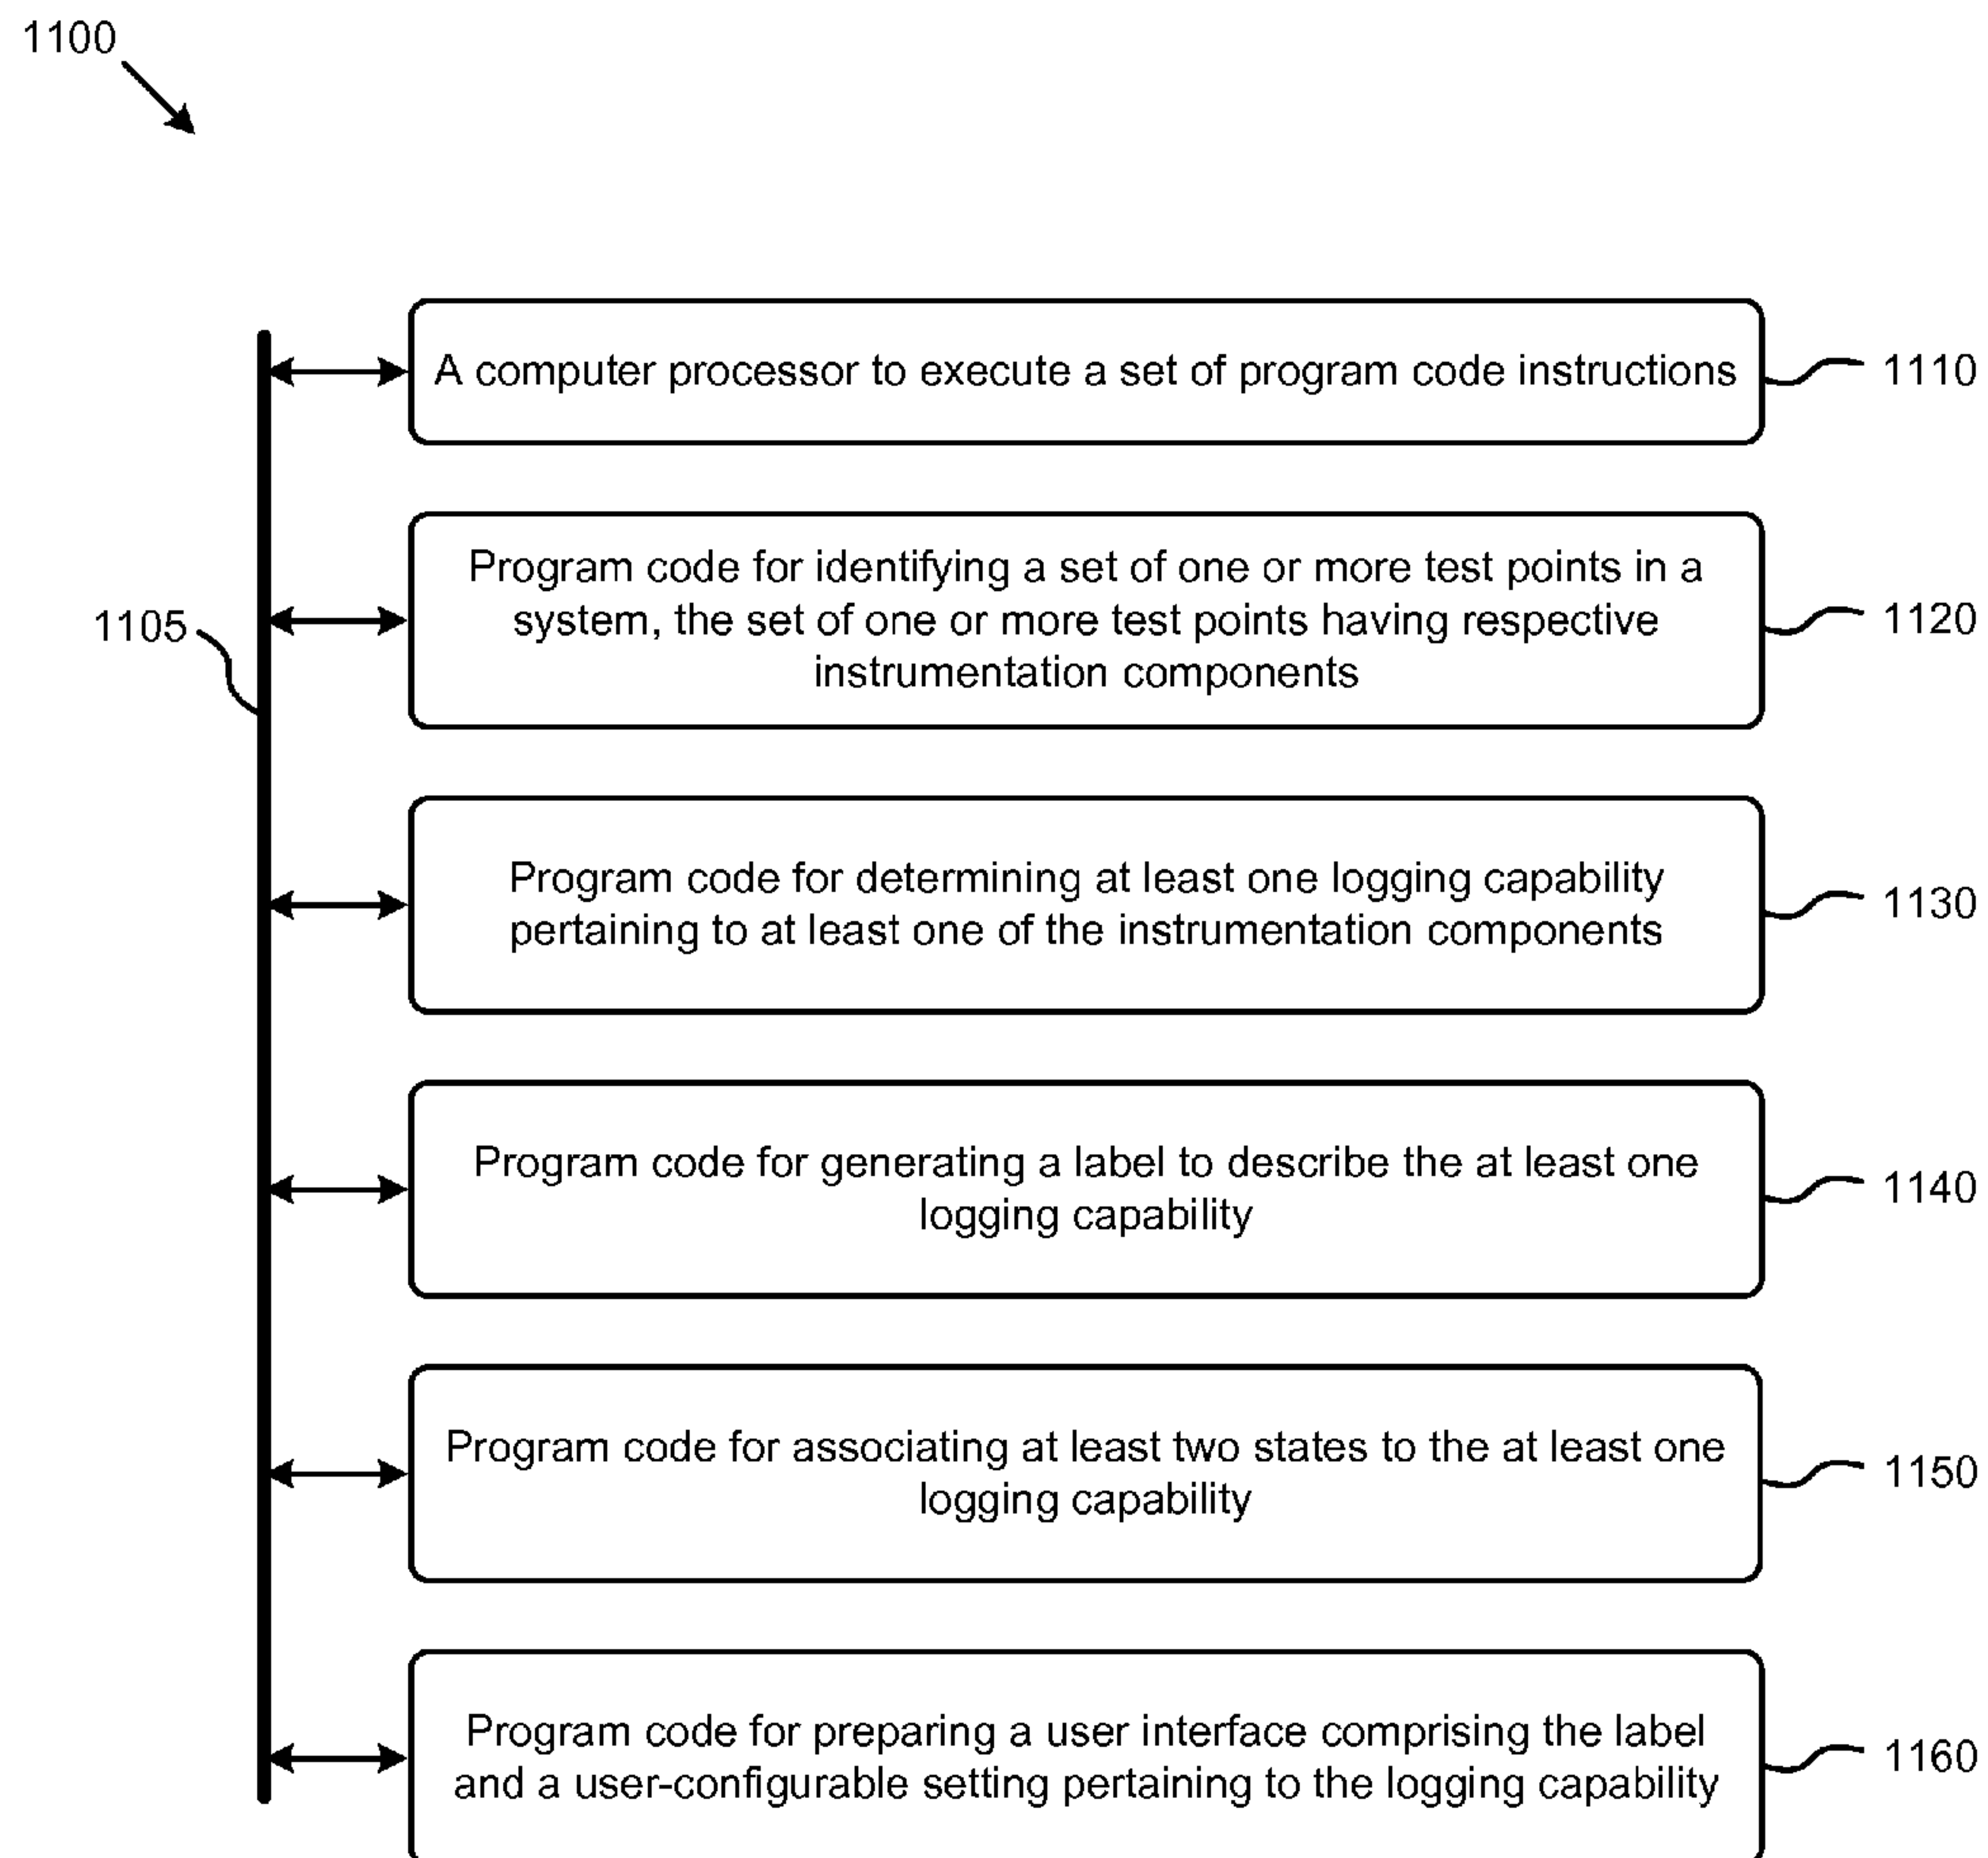 1100
A computer processor to execute a set of program code instructions
1110
Program code for identifying a set of one or more test points in a
system, the set of one or more test points having respective
instrumentation components
1120
1105
Program code for determining at least one logging capability
pertaining to at least one of the instrumentation components
1130
Program code for generating a label to describe the at least one
logging capability
1140
Program code for associating at least two states to the at least one
logging capability
1150
Program code for preparing a user interface comprising the label
and a user-configurable setting pertaining to the logging capability
1160